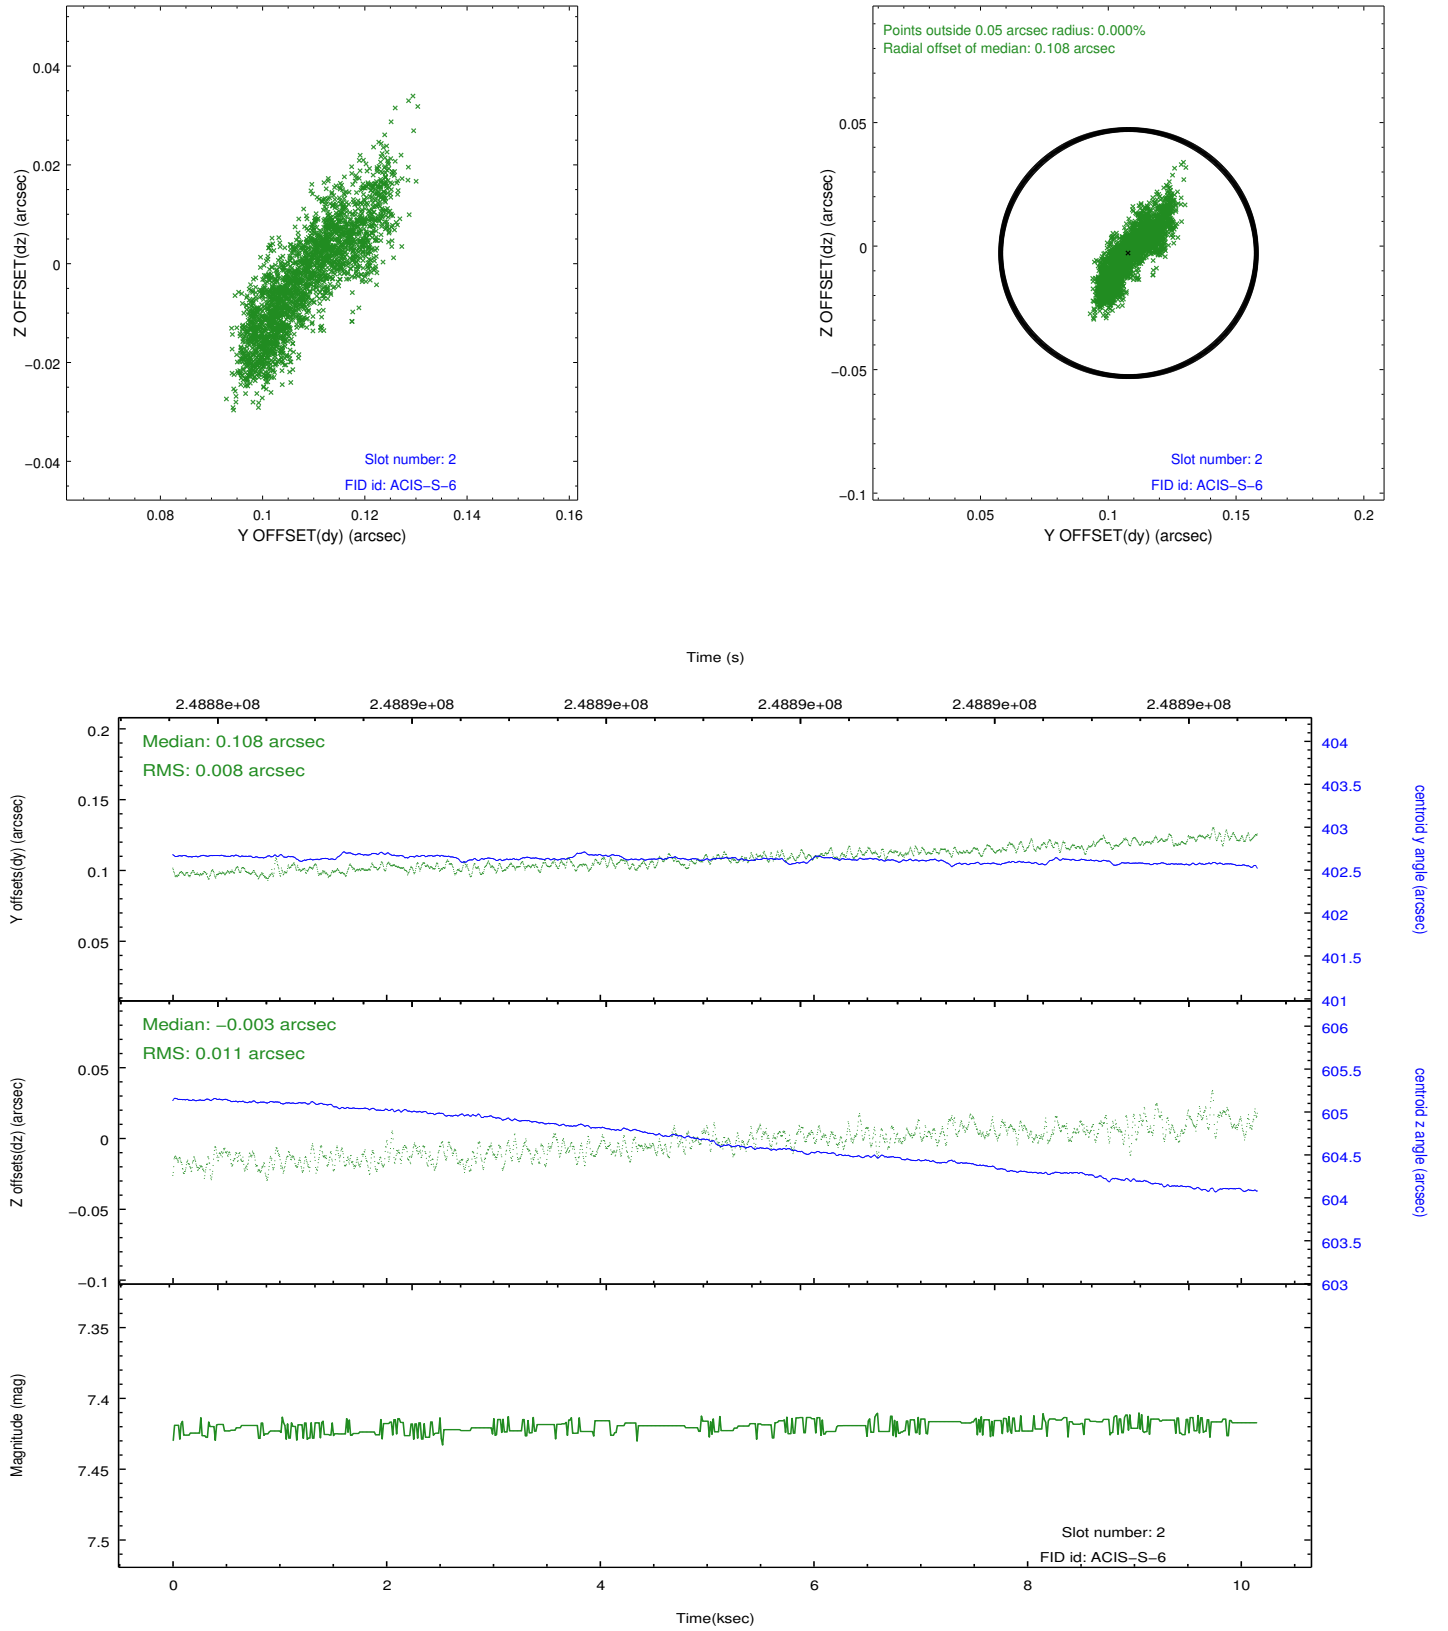 0.04
0.02
0
−0.02
−0.04
Z OFFSET(dz) (arcsec)
Slot number: 2
FID id: ACIS−S−6
0.08
0.1
0.12
0.14
0.16
Y OFFSET(dy) (arcsec)
Points outside 0.05 arcsec radius: 0.000%
Radial offset of median: 0.108 arcsec
0.05
0
−0.05
−0.1
Z OFFSET(dz) (arcsec)
Slot number: 2
FID id: ACIS−S−6
0.05
0.1
0.15
0.2
Y OFFSET(dy) (arcsec)
Time (s)
2.4888e+08
2.4889e+08
2.4889e+08
2.4889e+08
2.4889e+08
2.4889e+08
Median: 0.108 arcsec
RMS: 0.008 arcsec
0.2
0.15
0.1
0.05
Y offsets(dy) (arcsec)
404
403.5
403
402.5
402
401.5
401
centroid y angle (arcsec)
Median: −0.003 arcsec
RMS: 0.011 arcsec
0.05
0
−0.05
−0.1
Z offsets(dz) (arcsec)
606
605.5
605
604.5
604
603.5
603
centroid z angle (arcsec)
7.35
7.4
7.45
7.5
Magnitude (mag)
Slot number: 2
FID id: ACIS−S−6
0
2
4
6
8
10
Time(ksec)